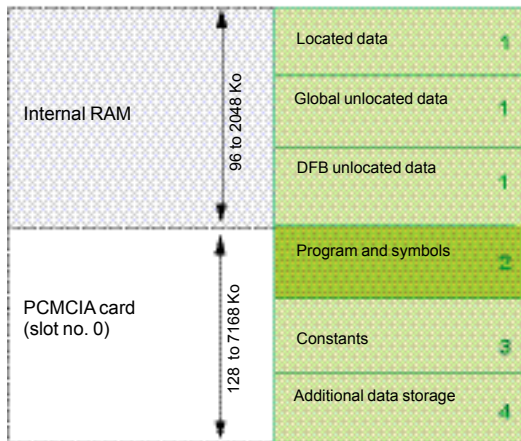 Located data 1
Internal RAM
96 to 2048 Ko
Global unlocated data 1
DFB unlocated data 1
Program and symbols 2
PCMCIA card
(slot no. 0)
128 to 7168 Ko
Constants 3
Additional data storage 4